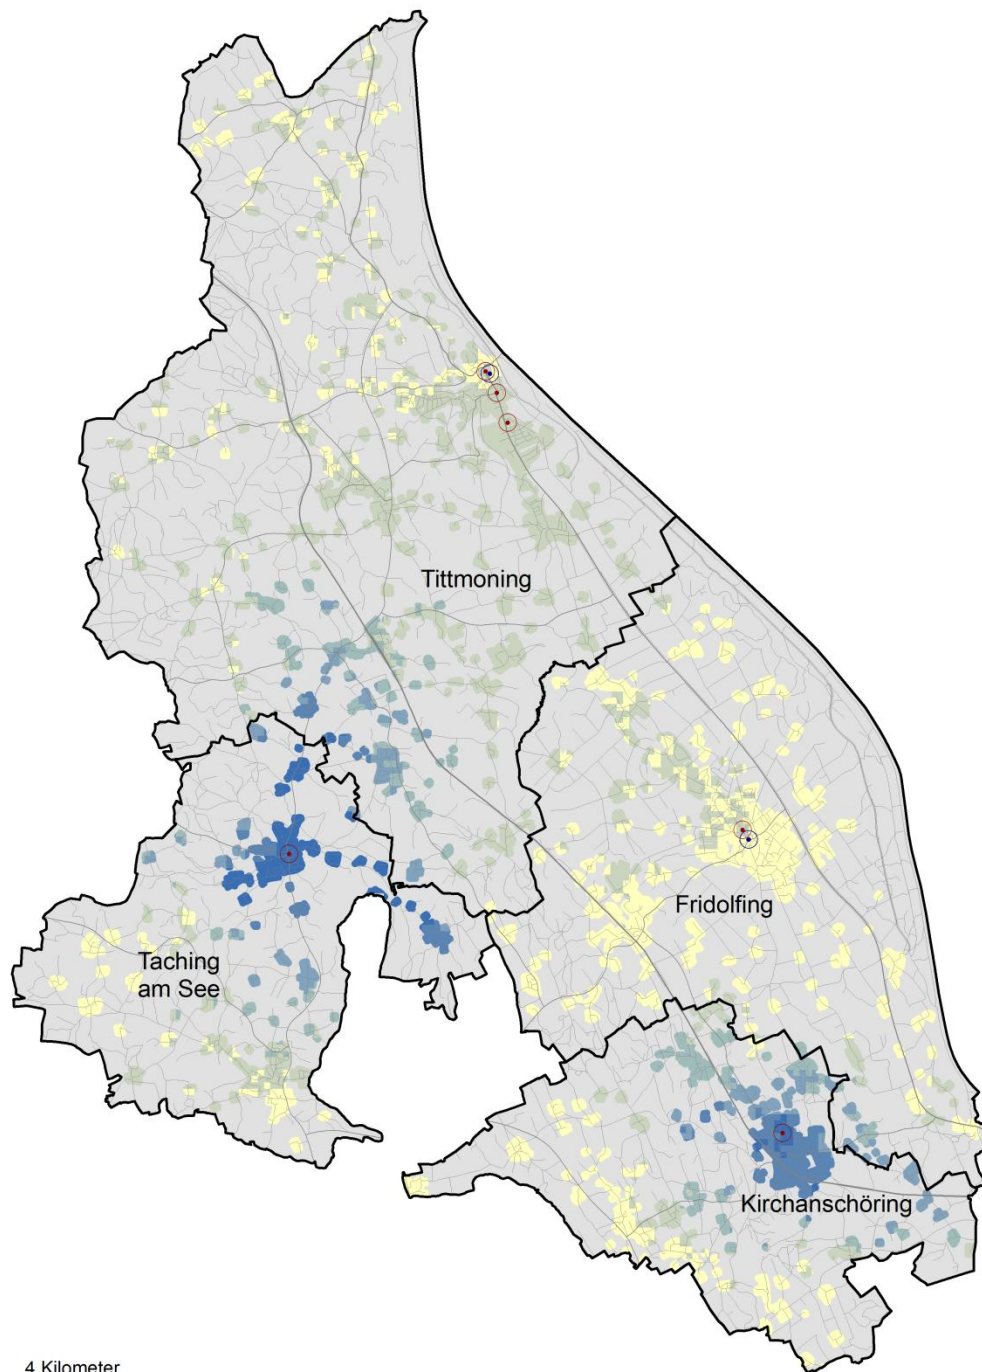 Tittmoning
Fridolfing
Taching
am See
Kirchanschöring
4 Kilometer